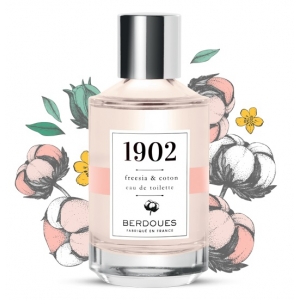 1902
freesia & coton
eau de toilette
BERDOUES
FABRIQUÉ EN FRANCE